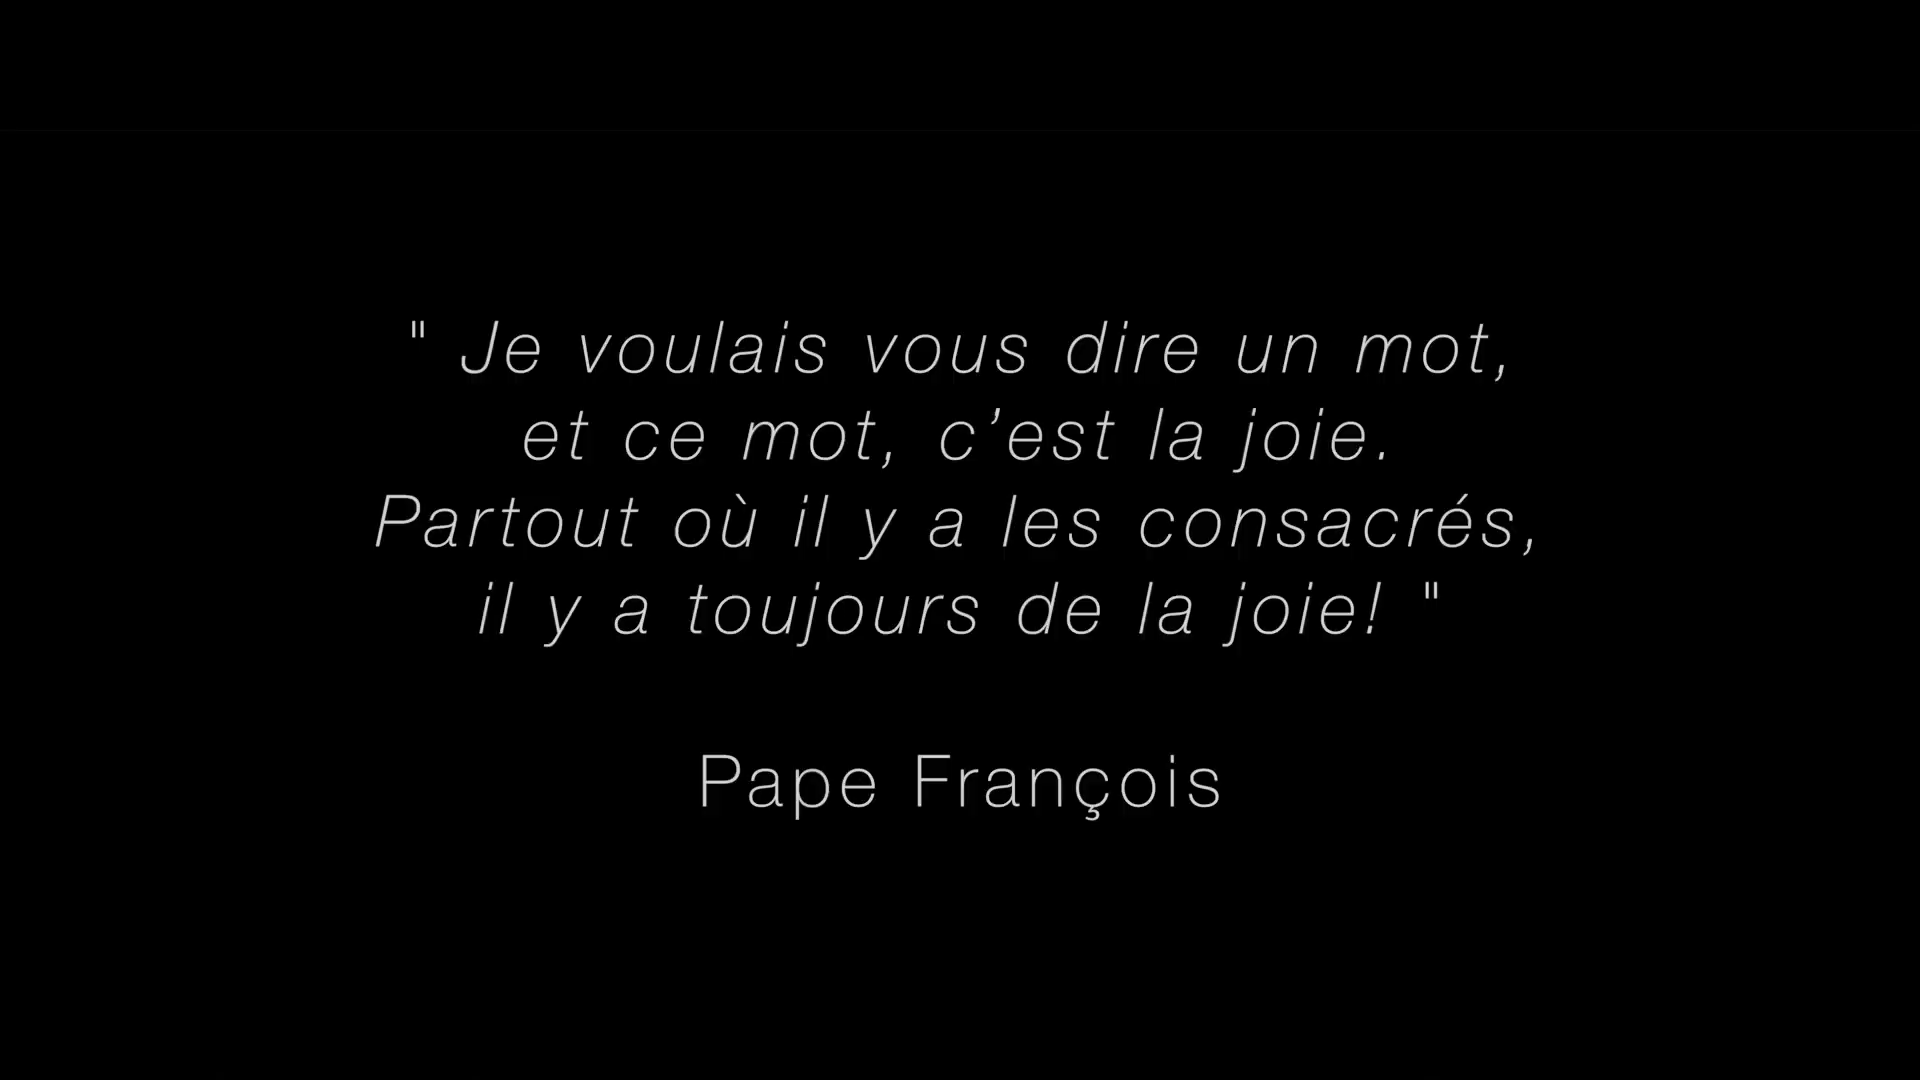 " Je voulais vous dire un mot,
et ce mot, c’est la joie.
Partout où il y a les consacrés,
il y a toujours de la joie! "
Pape François